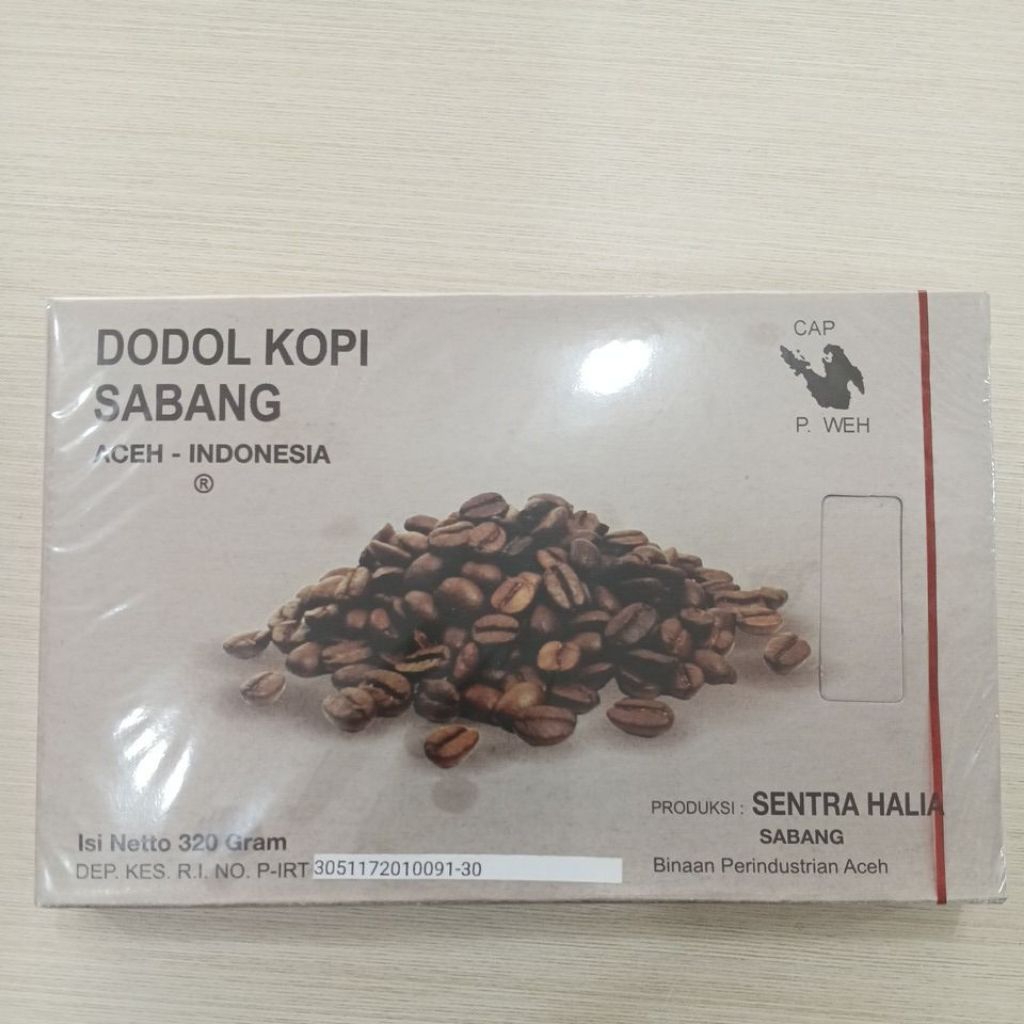 DODOL KOPI
SABANG
ACEH - INDONESIA
®
CAP
P. WEH
Isi Netto 320 Gram
DEP. KES. R.I. NO. P-IRT 3051172010091-30
PRODUKSI : SENTRA HALIA
SABANG
Binaan Perindustrian Aceh